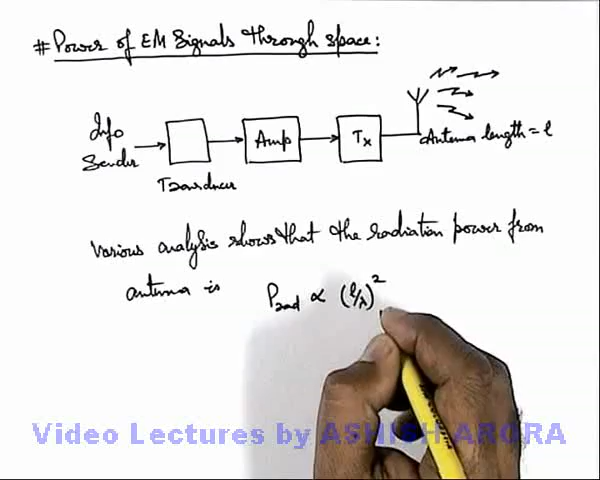 # Power of EM Signals through space:
Info
Sender
Transducer
Amp
Tx
Antenna length = l
Various analysis shows that the radiation power from
antenna is
Prad ∝ (l/λ)²
Video Lectures by ASHISH ARORA